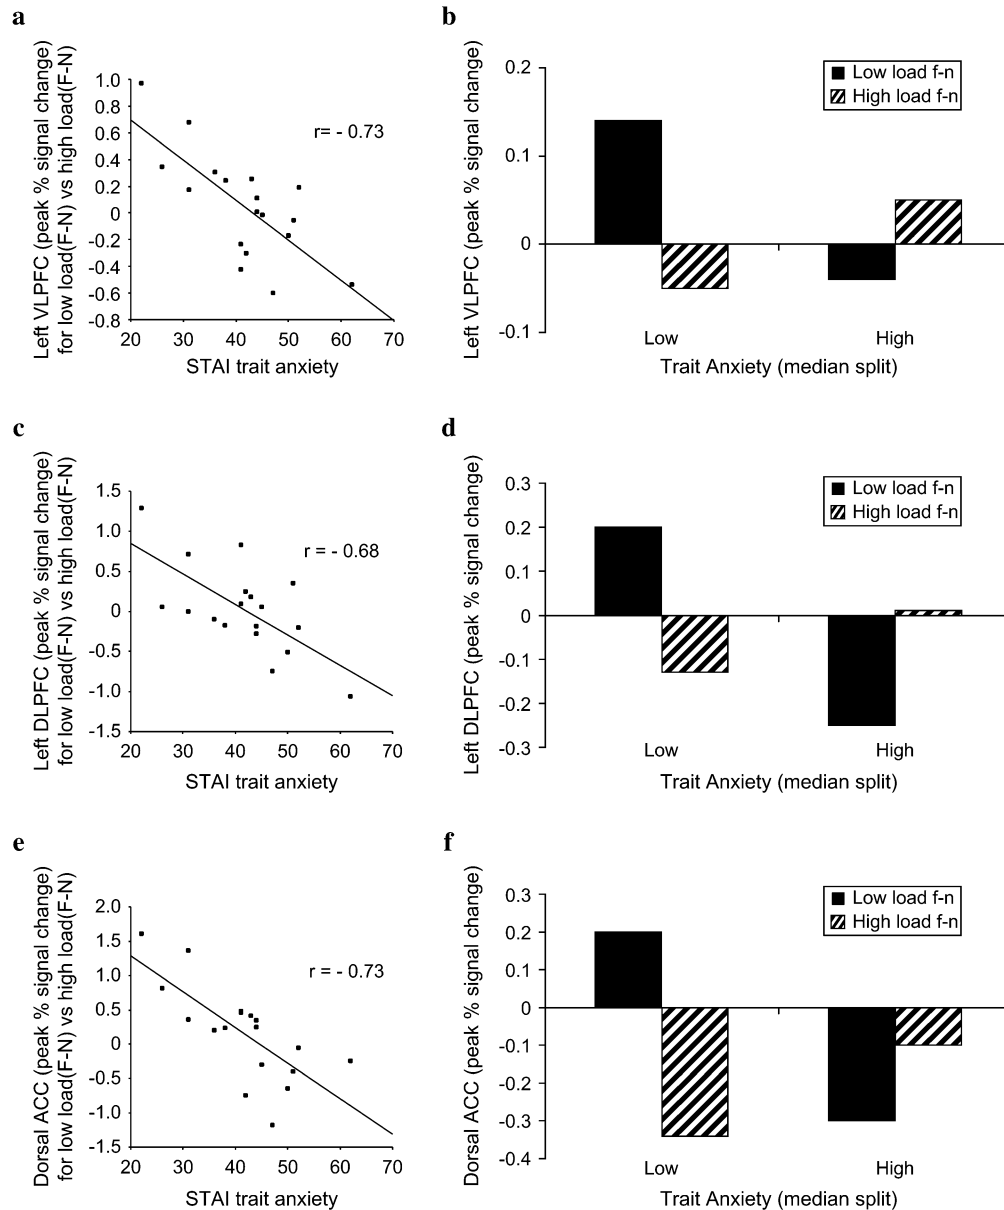 a
Left VLPFC (peak % signal change)
for low load(F-N) vs high load(F-N)
1.0
0.8
0.6
0.4
0.2
0
-0.2
-0.4
-0.6
-0.8
r= - 0.73
20 30 40 50 60 70
STAI trait anxiety
b
Left VLPFC (peak % signal change)
0.2
0.1
0
-0.1
Low load f-n
High load f-n
Low High
Trait Anxiety (median split)
c
Left DLPFC (peak % signal change)
for low load(F-N) vs high load(F-N)
1.5
1.0
0.5
0
-0.5
-1.0
-1.5
r = - 0.68
20 30 40 50 60 70
STAI trait anxiety
d
Left DLPFC (peak % signal change)
0.3
0.2
0.1
0
-0.1
-0.2
-0.3
Low load f-n
High load f-n
Low High
Trait Anxiety (median split)
e
Dorsal ACC (peak % signal change)
for low load(F-N) vs high load(F-N)
2.0
1.5
1.0
0.5
0
-0.5
-1.0
-1.5
r = - 0.73
20 30 40 50 60 70
STAI trait anxiety
f
Dorsal ACC (peak % signal change)
0.3
0.2
0.1
0
-0.1
-0.2
-0.3
-0.4
Low load f-n
High load f-n
Low High
Trait Anxiety (median split)